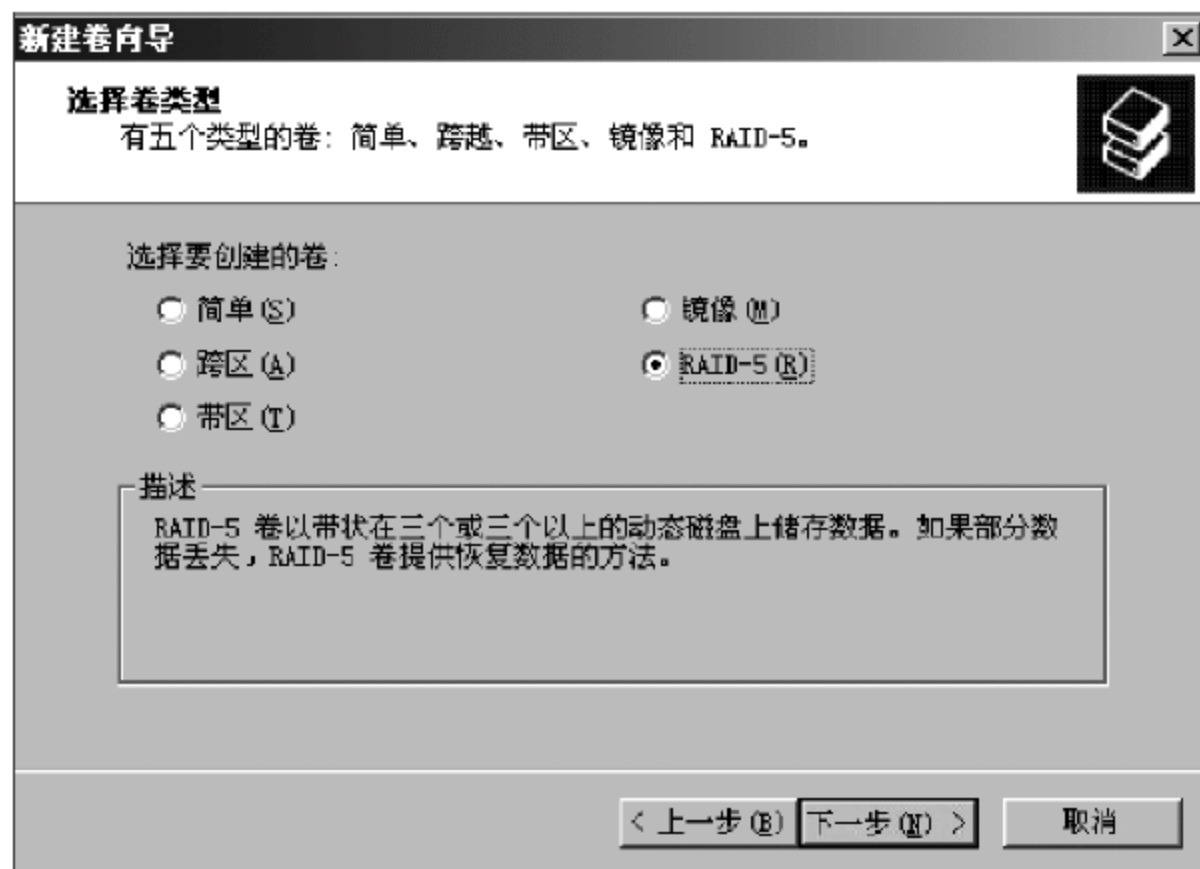 新建卷向导
选择卷类型
有五个类型的卷: 简单、跨越、带区、镜像和 RAID-5。
选择要创建的卷:
简单(S)
镜像(M)
跨区(A)
RAID-5(R)
带区(T)
描述
RAID-5 卷以带状在三个或三个以上的动态磁盘上储存数据。如果部分数
据丢失，RAID-5 卷提供恢复数据的方法。
< 上一步(B) 下一步(N) > 取消